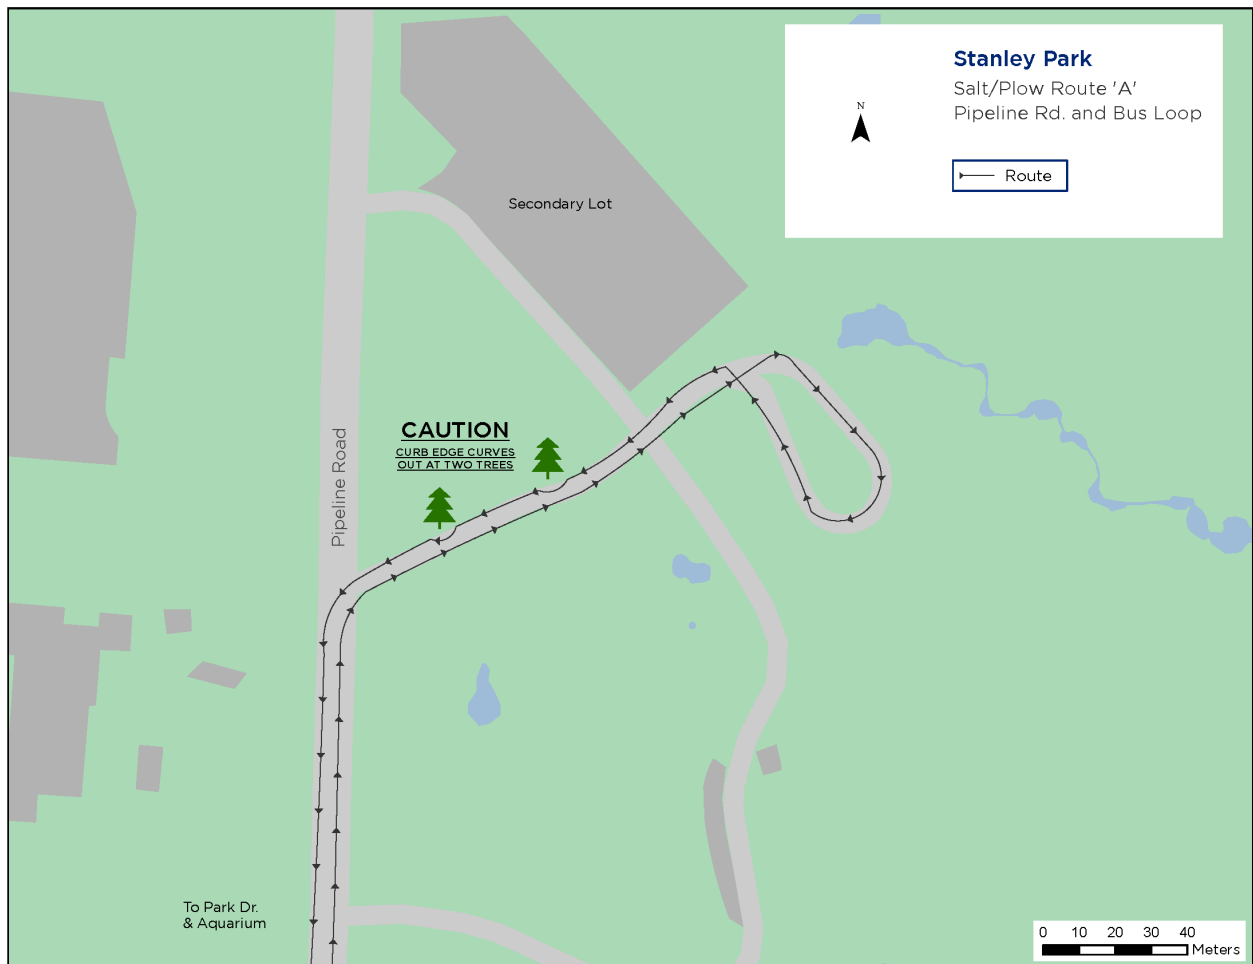 Stanley Park
Salt/Plow Route 'A'
Pipeline Rd. and Bus Loop
N
Route
Secondary Lot
CAUTION
CURB EDGE CURVES
OUT AT TWO TREES
Pipeline Road
To Park Dr.
& Aquarium
0 10 20 30 40
Meters